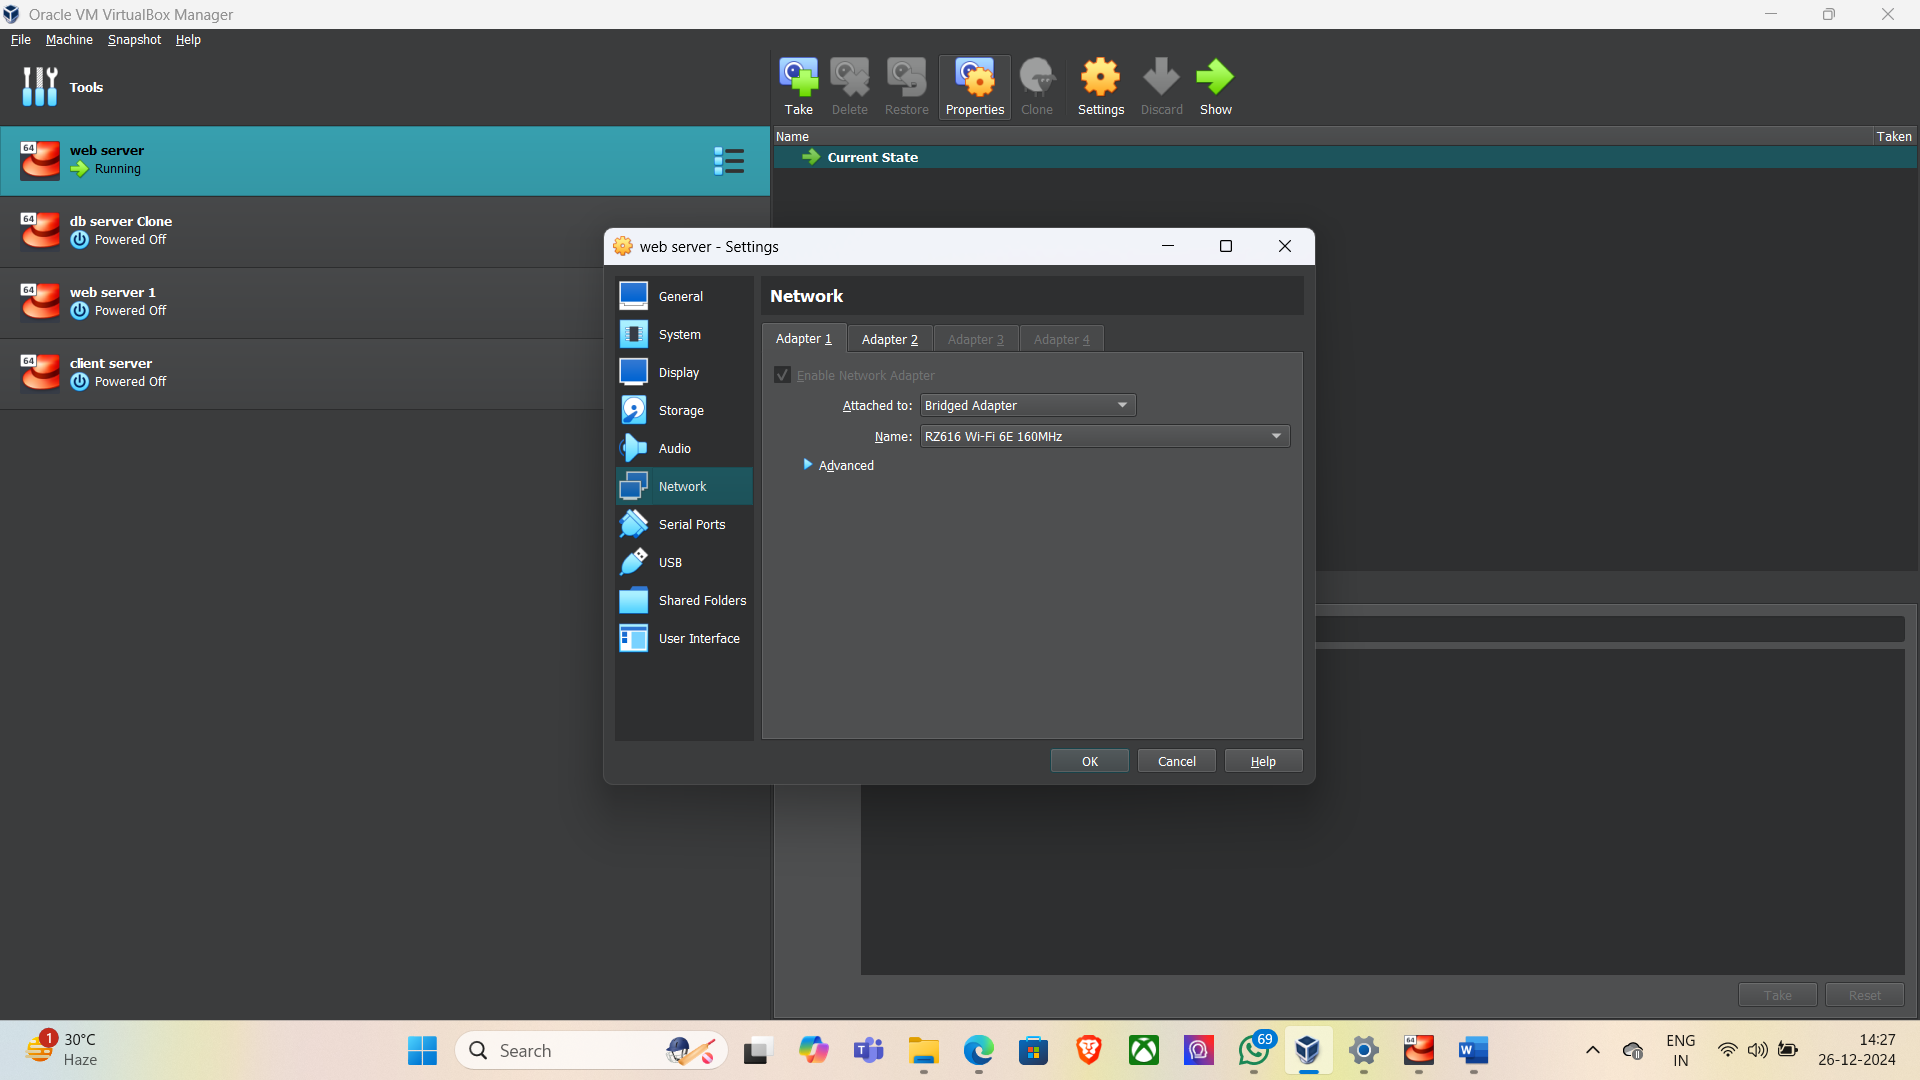 Oracle VM VirtualBox Manager
File Machine Snapshot Help
Tools
Take Delete Restore Properties Clone Settings Discard Show
64 web server
Running
64 db server Clone
Powered Off
64 web server 1
Powered Off
64 client server
Powered Off
Name Taken
Current State
web server - Settings
General
System
Display
Storage
Audio
Network
Serial Ports
USB
Shared Folders
User Interface
Network
Adapter 1 Adapter 2 Adapter 3 Adapter 4
Enable Network Adapter
Attached to: Bridged Adapter
Name: RZ616 Wi-Fi 6E 160MHz
Advanced
OK Cancel Help
Take Reset
1 30°C
Haze
Search
69
64
W
ENG
IN
14:27
26-12-2024